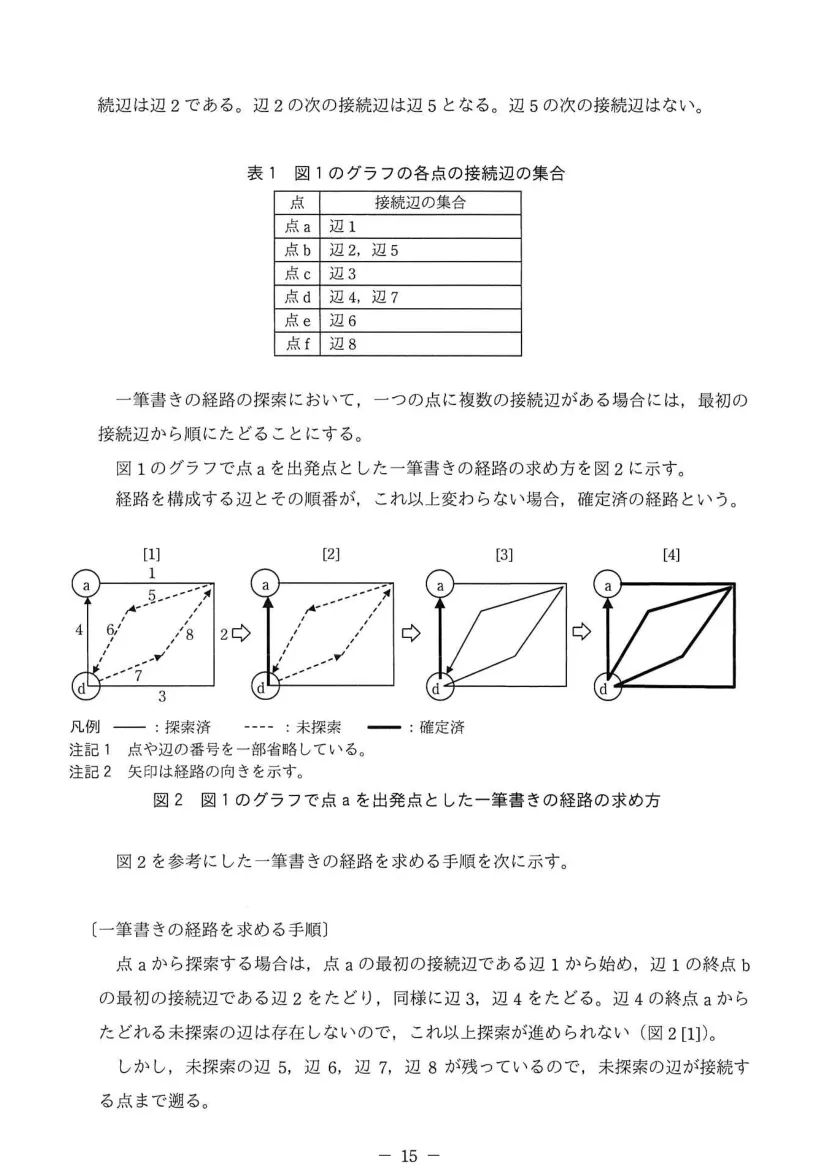 続辺は辺 2 である。辺 2 の次の接続辺は辺 5 となる。辺 5 の次の接続辺はない。
表 1　図 1 のグラフの各点の接続辺の集合
点　接続辺の集合
点 a　辺 1
点 b　辺 2，辺 5
点 c　辺 3
点 d　辺 4，辺 7
点 e　辺 6
点 f　辺 8
一筆書きの経路の探索において，一つの点に複数の接続辺がある場合には，最初の
接続辺から順にたどることにする。
図 1 のグラフで点 a を出発点とした一筆書きの経路の求め方を図 2 に示す。
経路を構成する辺とその順番が，これ以上変わらない場合，確定済の経路という。
[1]　[2]　[3]　[4]
1
a　a　a　a
5
4　6　8　2
7
d　d　d　d
3
凡例　：探索済　：未探索　：確定済
注記 1　点や辺の番号を一部省略している。
注記 2　矢印は経路の向きを示す。
図 2　図 1 のグラフで点 a を出発点とした一筆書きの経路の求め方
図 2 を参考にした一筆書きの経路を求める手順を次に示す。
〔一筆書きの経路を求める手順〕
点 a から探索する場合は，点 a の最初の接続辺である辺 1 から始め，辺 1 の終点 b
の最初の接続辺である辺 2 をたどり，同様に辺 3，辺 4 をたどる。辺 4 の終点 a から
たどれる未探索の辺は存在しないので，これ以上探索が進められない（図 2 [1]）。
しかし，未探索の辺 5，辺 6，辺 7，辺 8 が残っているので，未探索の辺が接続す
る点まで遡る。
－ 15 －